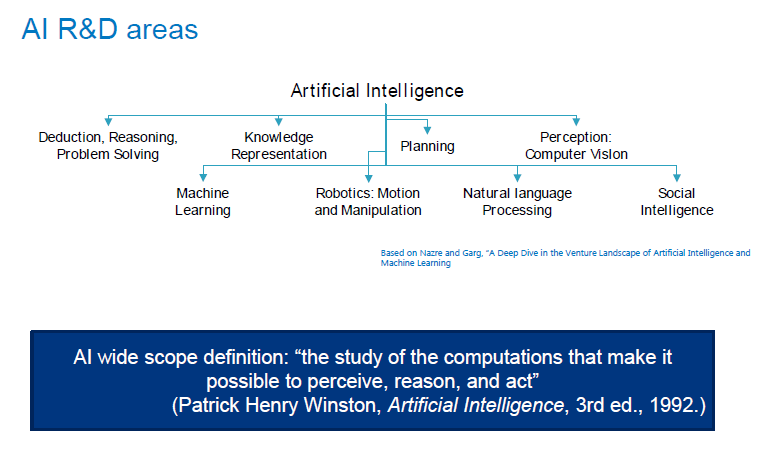 AI R&D areas
Artificial Intelligence
Deduction, Reasoning,
Problem Solving
Knowledge
Representation
Planning
Perception:
Computer Vision
Machine
Learning
Robotics: Motion
and Manipulation
Natural language
Processing
Social
Intelligence
Based on Nazre and Garg, “A Deep Dive in the Venture Landscape of Artificial Intelligence and
Machine Learning
AI wide scope definition: “the study of the computations that make it
possible to perceive, reason, and act”
(Patrick Henry Winston, Artificial Intelligence, 3rd ed., 1992.)